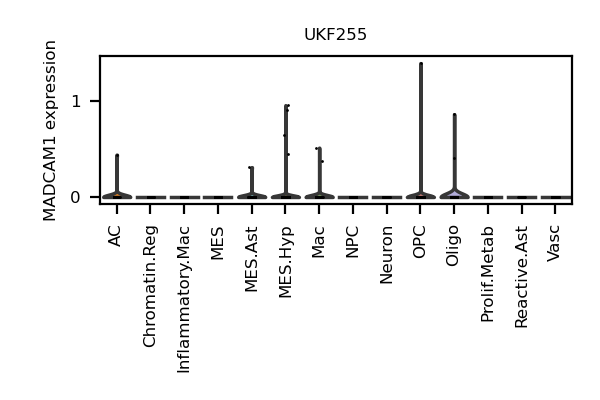 UKF255
MADCAM1 expression
1
0
AC
Chromatin.Reg
Inflammatory.Mac
MES
MES.Ast
MES.Hyp
Mac
NPC
Neuron
OPC
Oligo
Prolif.Metab
Reactive.Ast
Vasc